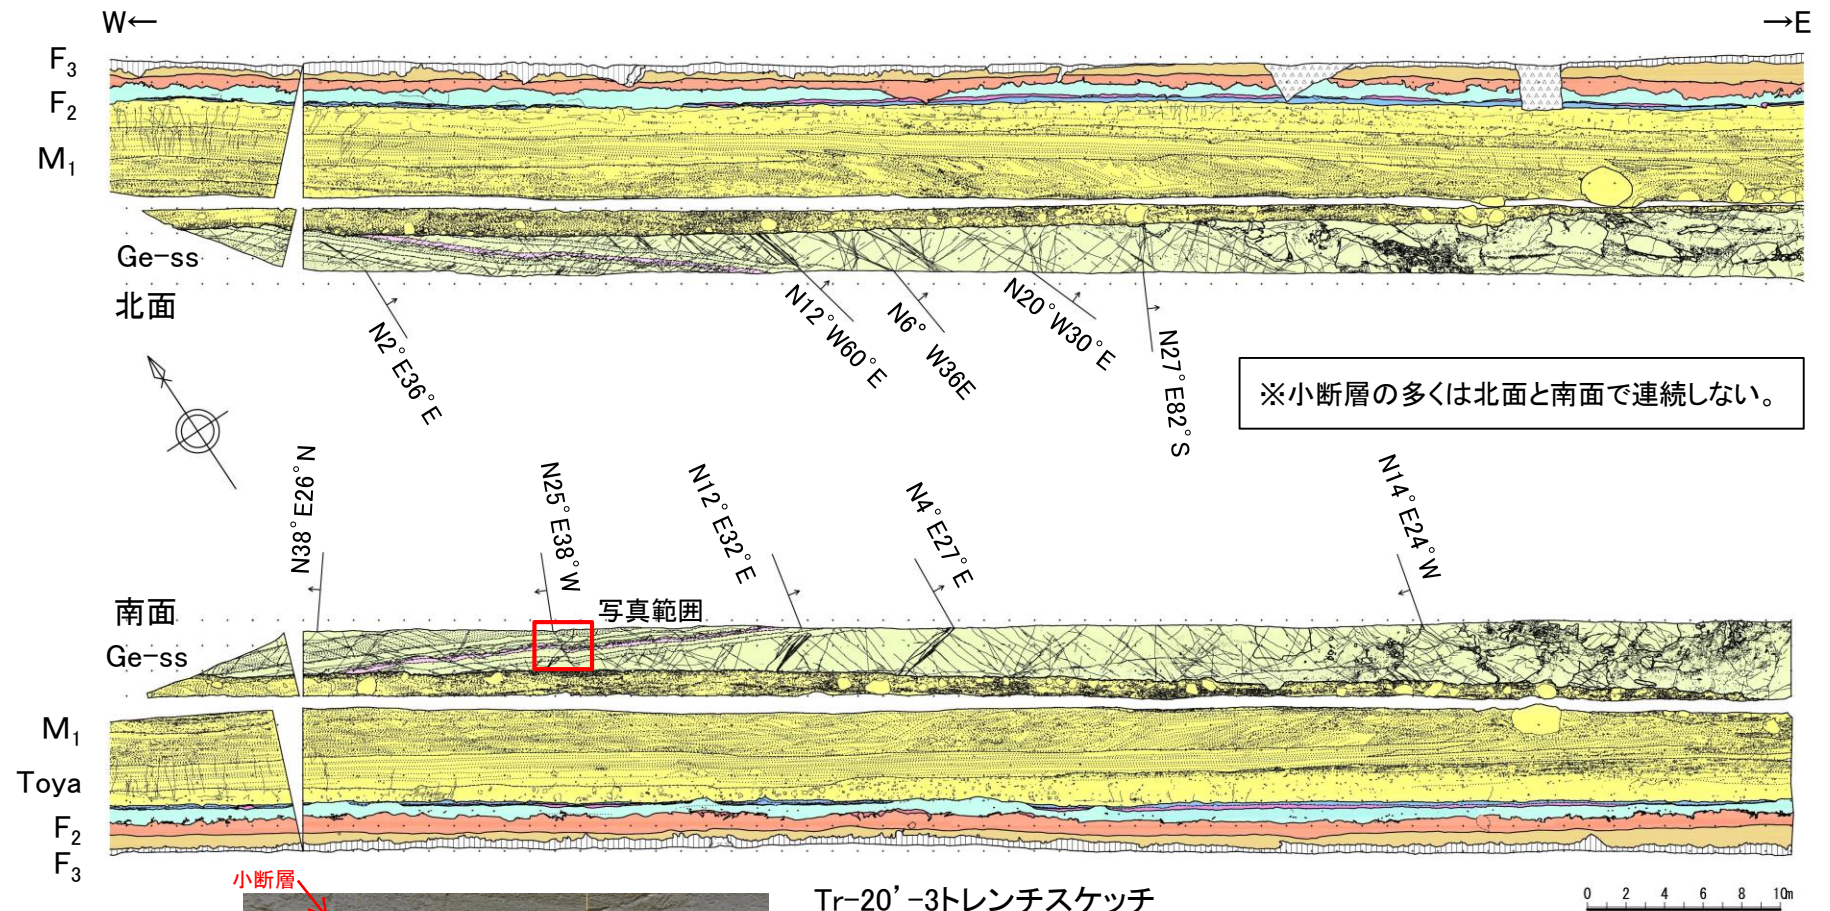 W← →E
F3
F2
M1
Ge-ss
北面
N2°E36°E
N12°W60°E
N6° W36E
N20°W30°E
N27°E82°S
※小断層の多くは北面と南面で連続しない。
N38°E26°N
N25°E38°W
N12°E32°E
N4°E27°E
N14°E24°W
南面
写真範囲
Ge-ss
M1
Toya
F2
F3
小断層
Tr-20’-3トレンチスケッチ
0 2 4 6 8 10m